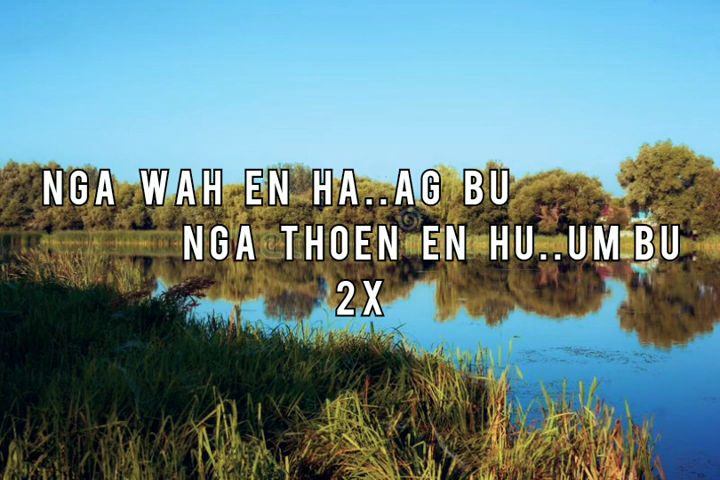 NGA WAH EN HA..AG BU
NGA THOEN EN HU..UM BU
2X